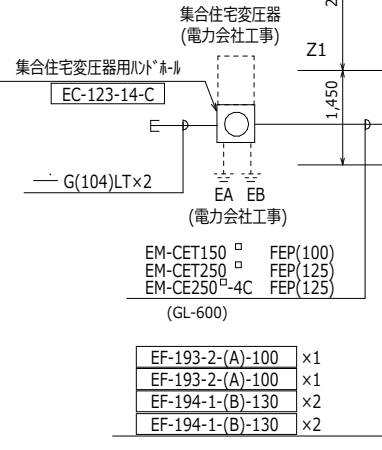 集合住宅変圧器
(電力会社工事)
2
Z1
集合住宅変圧器用ハンドホール
EC-123-14-C
1,450
G(104)LT×2
EA EB
(電力会社工事)
EM-CET150□ FEP(100)
EM-CET250□ FEP(125)
EM-CE250□-4C FEP(125)
(GL-600)
EF-193-2-(A)-100 ×1
EF-193-2-(A)-100 ×1
EF-194-1-(B)-130 ×2
EF-194-1-(B)-130 ×2